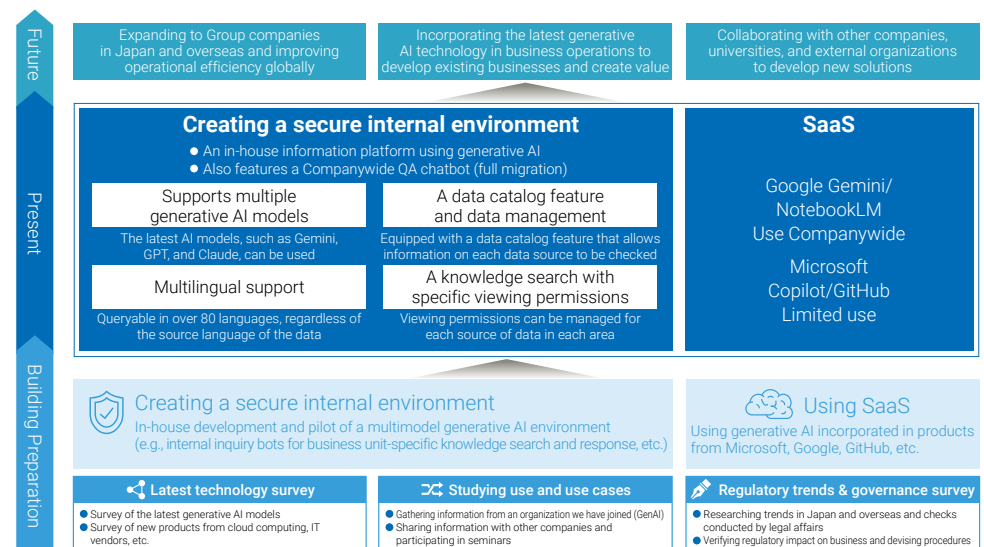 Future
Expanding to Group companies
in Japan and overseas and improving
operational efficiency globally
Incorporating the latest generative
AI technology in business operations to
develop existing businesses and create value
Collaborating with other companies,
universities, and external organizations
to develop new solutions
Present
Creating a secure internal environment
● An in-house information platform using generative AI
● Also features a Companywide QA chatbot (full migration)
Supports multiple
generative AI models
The latest AI models, such as Gemini,
GPT, and Claude, can be used
A data catalog feature
and data management
Equipped with a data catalog feature that allows
information on each data source to be checked
Multilingual support
Queryable in over 80 languages, regardless of
the source language of the data
A knowledge search with
specific viewing permissions
Viewing permissions can be managed for
each source of data in each area
SaaS
Google Gemini/
NotebookLM
Use Companywide
Microsoft
Copilot/GitHub
Limited use
Building Preparation
Creating a secure internal environment
In-house development and pilot of a multimodel generative AI environment
(e.g., internal inquiry bots for business unit-specific knowledge search and response, etc.)
Using SaaS
Using generative AI incorporated in products
from Microsoft, Google, GitHub, etc.
Latest technology survey
● Survey of the latest generative AI models
● Survey of new products from cloud computing, IT
vendors, etc.
Studying use and use cases
● Gathering information from an organization we have joined (GenAI)
● Sharing information with other companies and
participating in seminars
Regulatory trends & governance survey
● Researching trends in Japan and overseas and checks
conducted by legal affairs
● Verifying regulatory impact on business and devising procedures